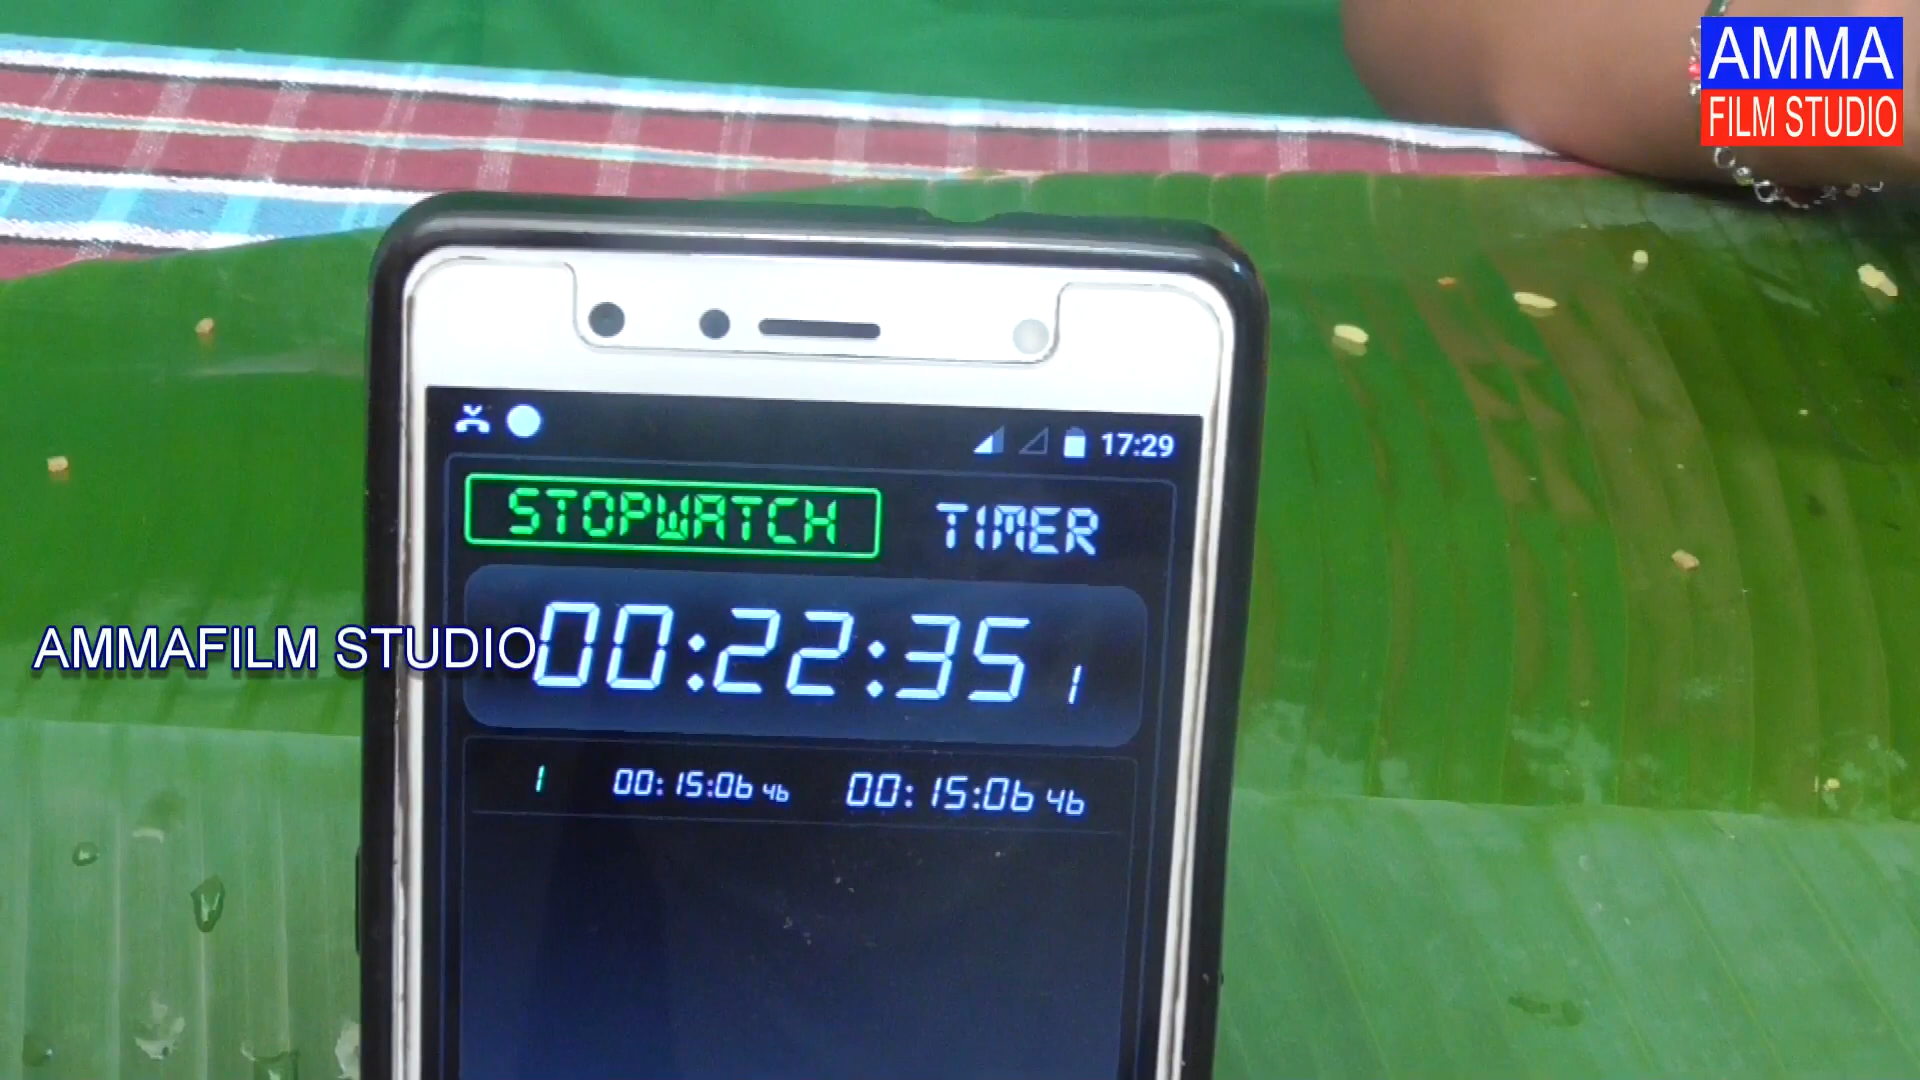 AMMA
FILM STUDIO
17:29
STOPWATCH TIMER
AMMAFILM STUDIO
00:22:35 1
1 00:15:06 46 00:15:06 46